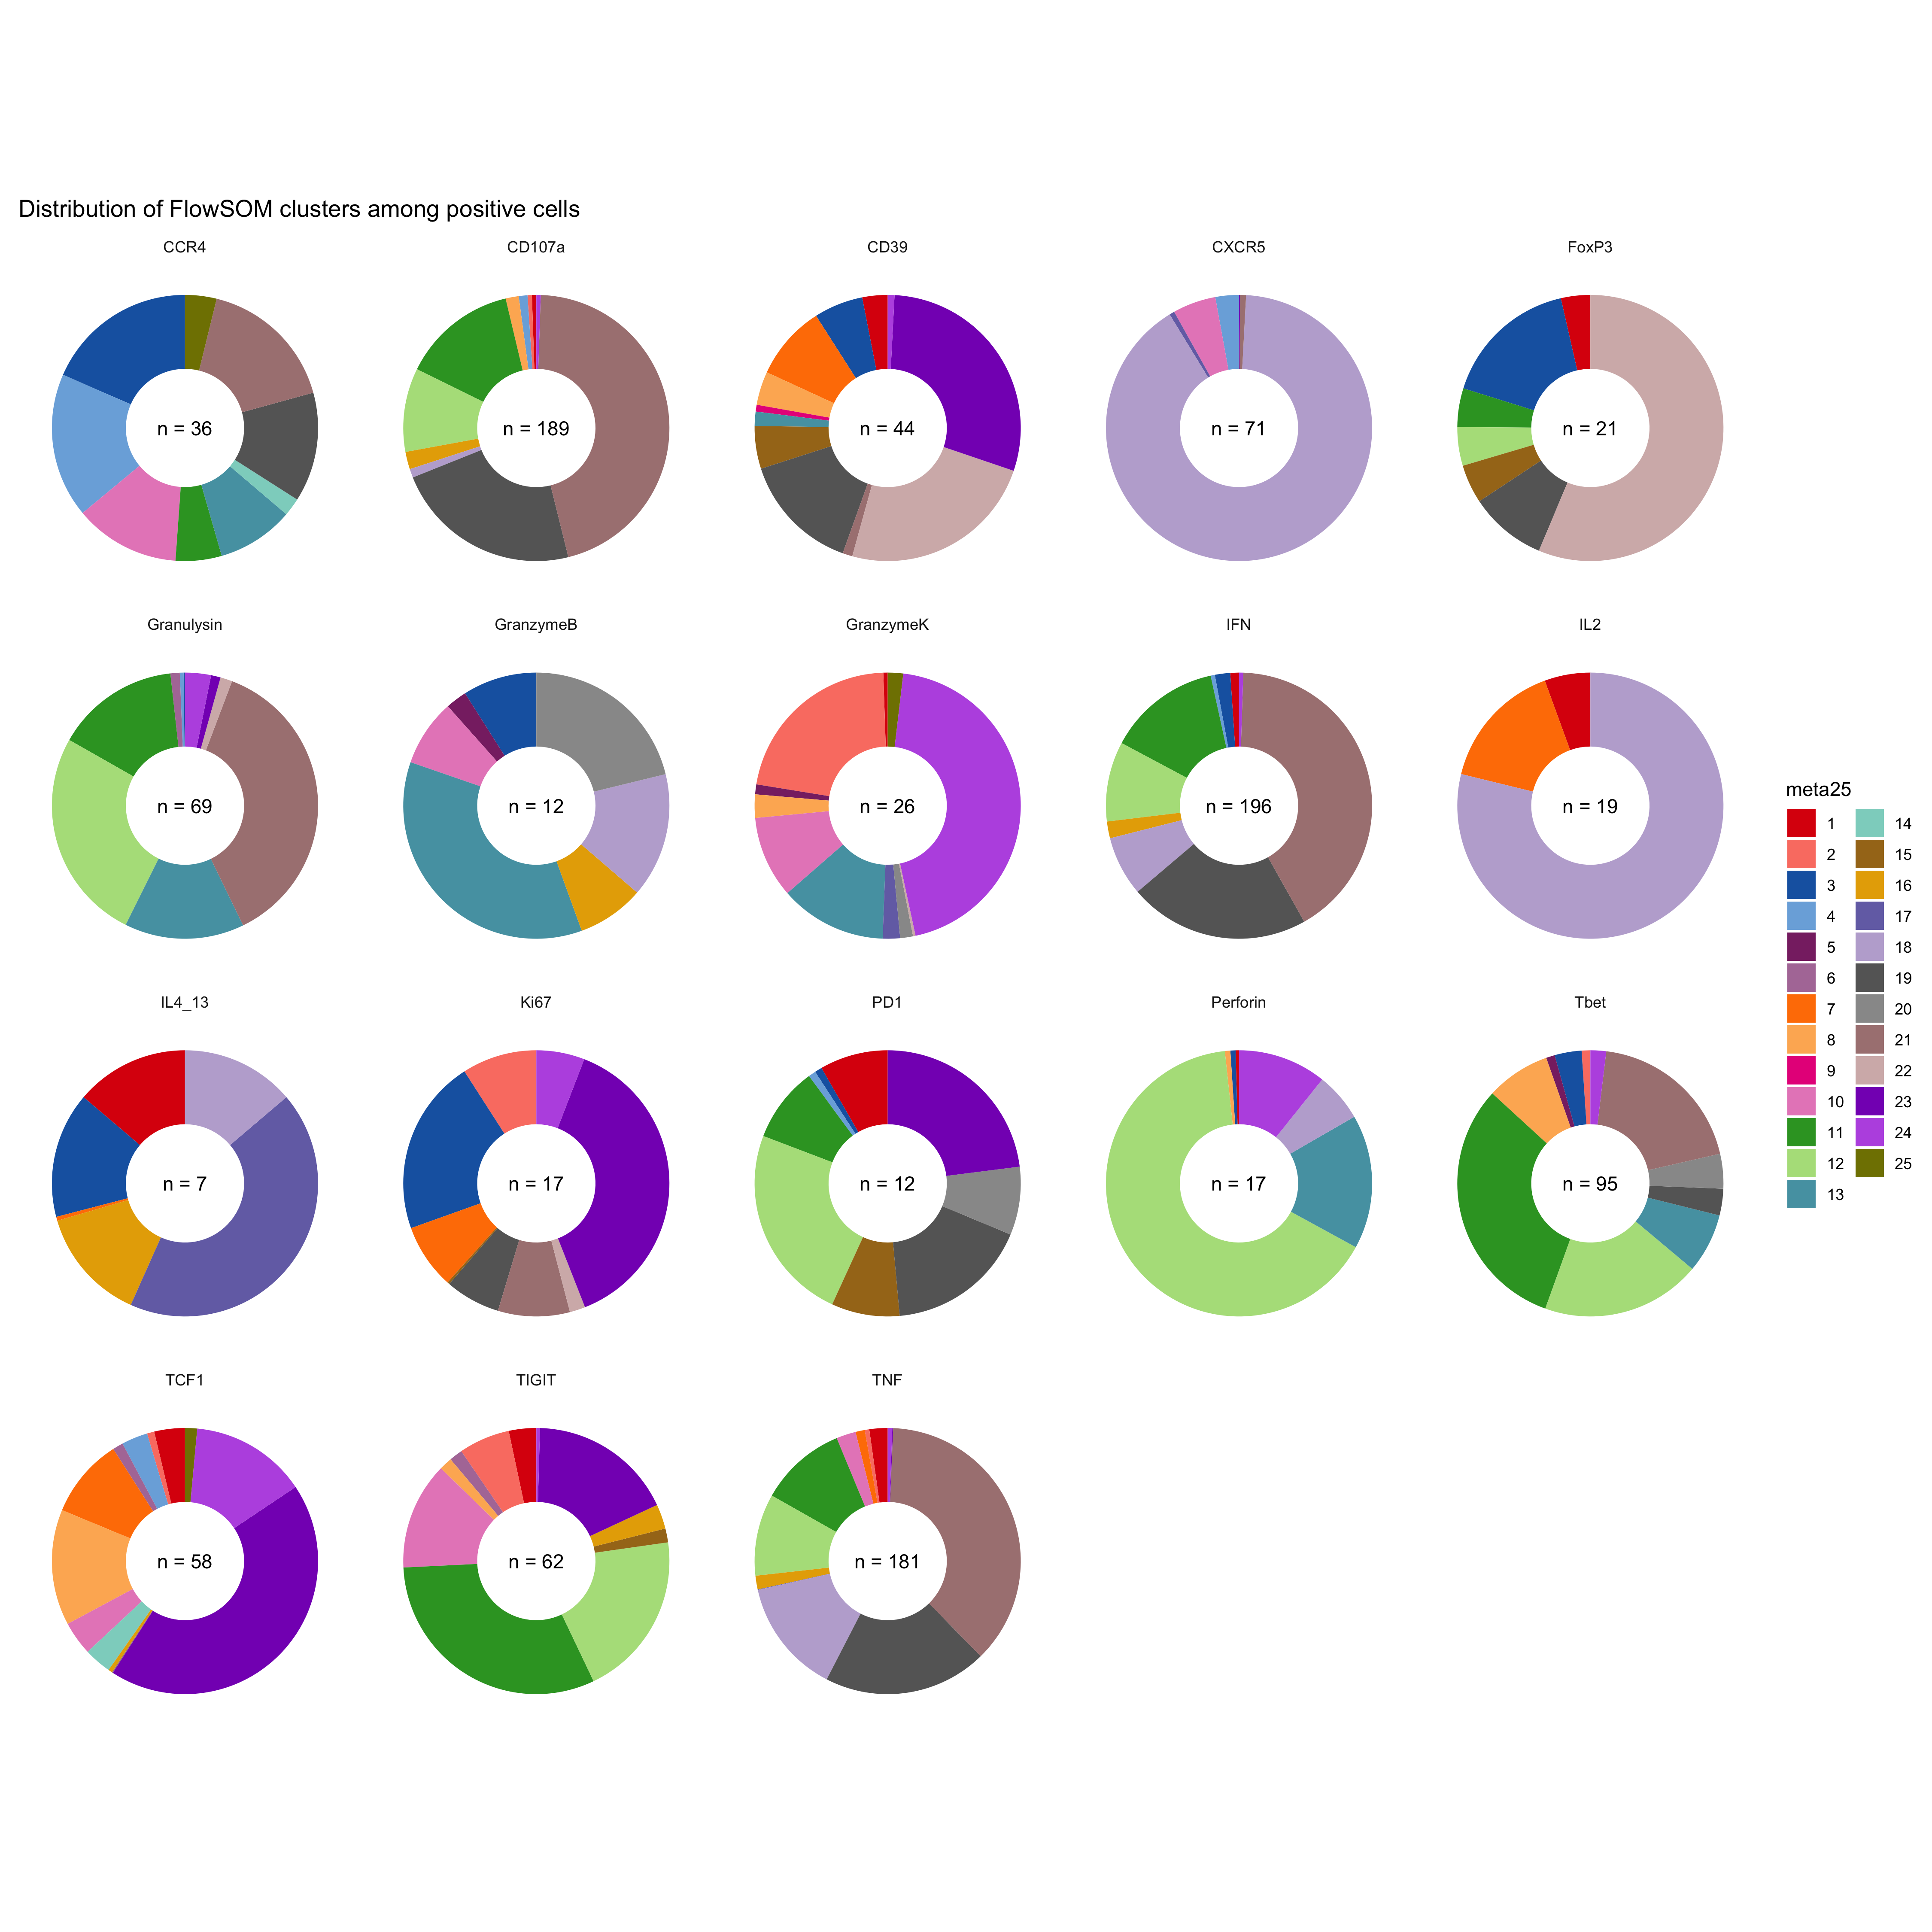 Distribution of FlowSOM clusters among positive cells
CCR4
CD107a
CD39
CXCR5
FoxP3
n = 36
n = 189
n = 44
n = 71
n = 21
Granulysin
GranzymeB
GranzymeK
IFN
IL2
n = 69
n = 12
n = 26
n = 196
n = 19
IL4_13
Ki67
PD1
Perforin
Tbet
n = 7
n = 17
n = 12
n = 17
n = 95
TCF1
TIGIT
TNF
n = 58
n = 62
n = 181
meta25
1
2
3
4
5
6
7
8
9
10
11
12
13
14
15
16
17
18
19
20
21
22
23
24
25